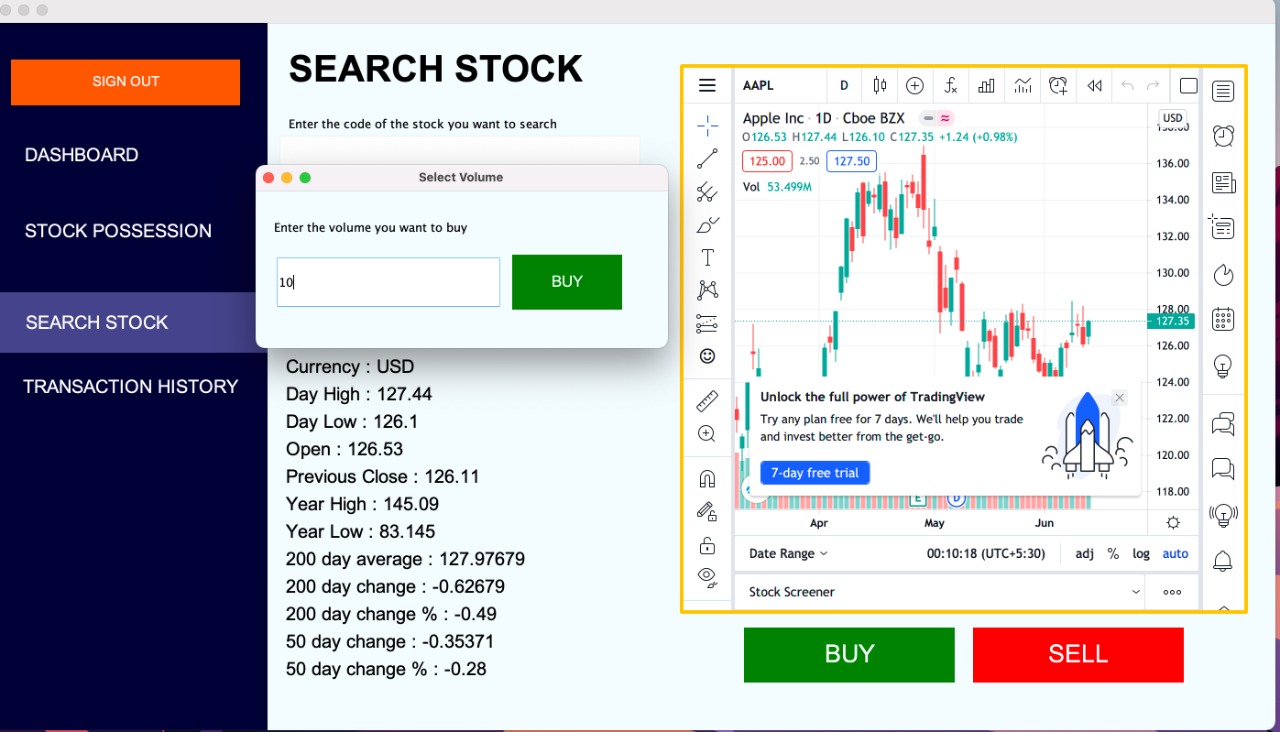 SIGN OUT
DASHBOARD
STOCK POSSESSION
SEARCH STOCK
TRANSACTION HISTORY
SEARCH STOCK
Enter the code of the stock you want to search
Select Volume
Enter the volume you want to buy
10
BUY
Currency : USD
Day High : 127.44
Day Low : 126.1
Open : 126.53
Previous Close : 126.11
Year High : 145.09
Year Low : 83.145
200 day average : 127.97679
200 day change : -0.62679
200 day change % : -0.49
50 day change : -0.35371
50 day change % : -0.28
AAPL D
Apple Inc · 1D · Cboe BZX
O126.53 H127.44 L126.10 C127.35 +1.24 (+0.98%)
125.00 2.50 127.50
Vol 53.499M
USD
138.00
136.00
134.00
132.00
130.00
128.00
127.35
126.00
124.00
122.00
120.00
118.00
Unlock the full power of TradingView
Try any plan free for 7 days. We'll help you trade
and invest better from the get-go.
7-day free trial
E D
Apr May Jun
Date Range 00:10:18 (UTC+5:30) adj % log auto
Stock Screener
BUY SELL